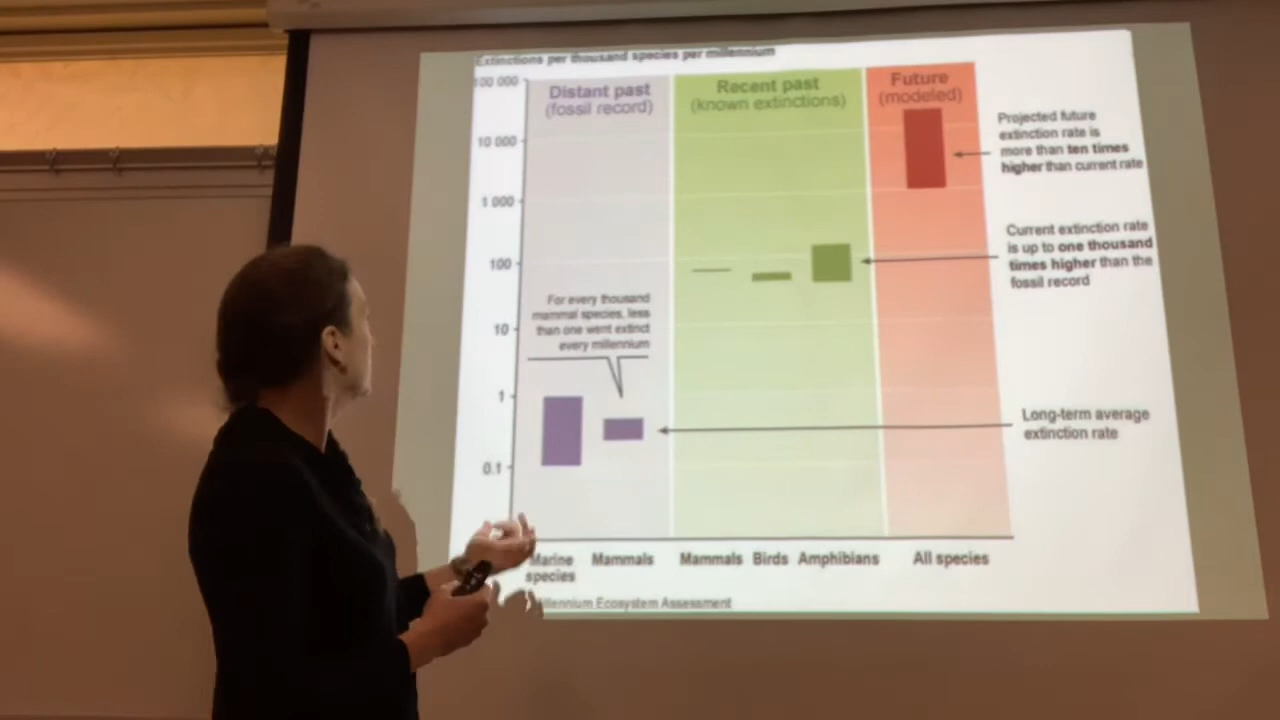 Extinctions per thousand species per millennium
100 000
10 000
1 000
100
10
1
0.1
Distant past
(fossil record)
Recent past
(known extinctions)
Future
(modeled)
Projected future
extinction rate is
more than ten times
higher than current rate
Current extinction rate
is up to one thousand
times higher than the
fossil record
For every thousand
mammal species, less
than one went extinct
every millennium
Long-term average
extinction rate
Marine
species
Mammals
Mammals
Birds
Amphibians
All species
Ecosystem Assessment